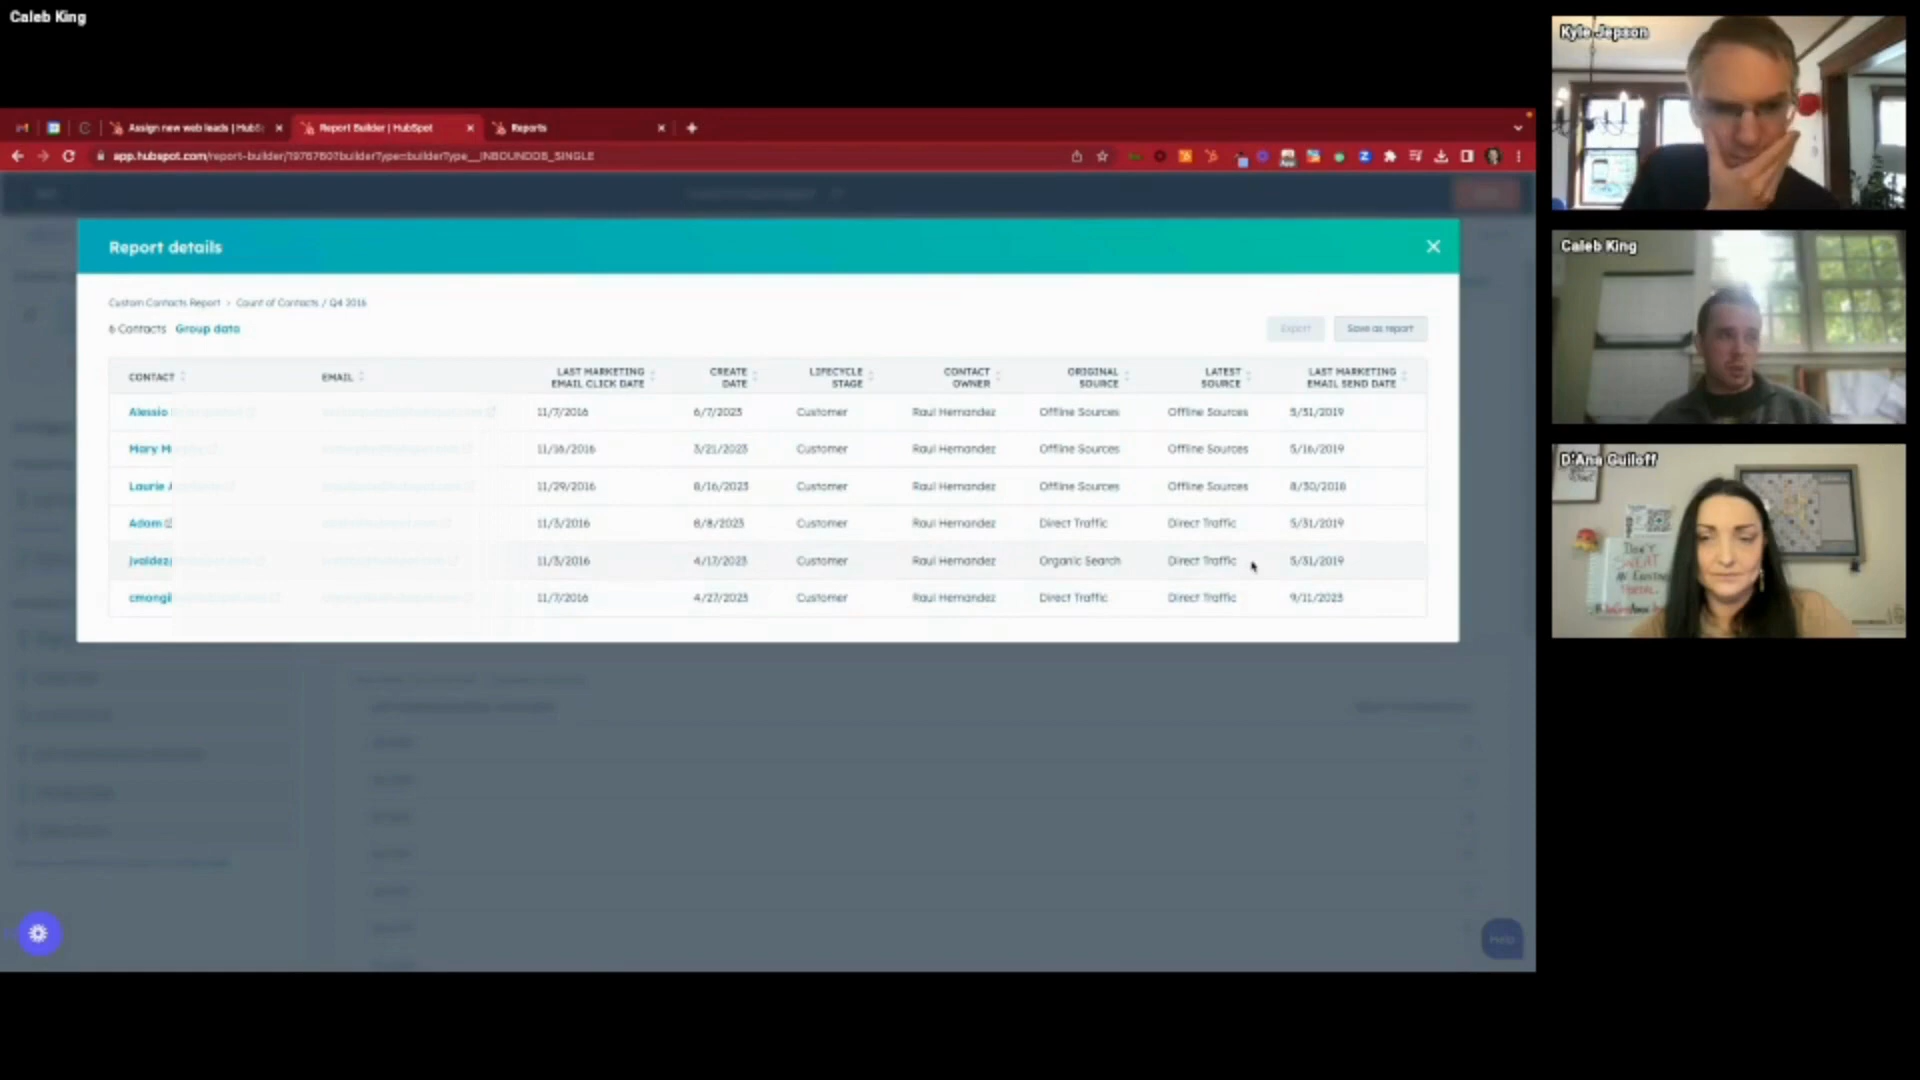 Caleb King
Kyle Jepson
Assign new web leads | HubS
Report Builder | HubSpot
Reports
app.hubspot.com/report-builder/
App
Report details
Custom Contacts Report > Count of Contacts / Q4 2016
6 Contacts Group data
Export Save as report
CONTACT EMAIL LAST MARKETING EMAIL CLICK DATE CREATE DATE LIFECYCLE STAGE CONTACT OWNER ORIGINAL SOURCE LATEST SOURCE LAST MARKETING EMAIL SEND DATE
Alessio 11/7/2016 6/7/2023 Customer Raul Hernandez Offline Sources Offline Sources 5/31/2019
Mary 11/16/2016 3/21/2023 Customer Raul Hernandez Offline Sources Offline Sources 5/16/2019
Laurie 11/29/2016 8/16/2023 Customer Raul Hernandez Offline Sources Offline Sources 8/30/2018
Adam 11/3/2016 8/8/2023 Customer Raul Hernandez Direct Traffic Direct Traffic 5/31/2019
jvaldez 11/3/2016 4/17/2023 Customer Raul Hernandez Organic Search Direct Traffic 5/31/2019
cmongi 11/7/2016 4/27/2023 Customer Raul Hernandez Direct Traffic Direct Traffic 9/11/2023
Help
Caleb King
D'Ana Guiloff
DON'T
SWEAT
PORTAL.